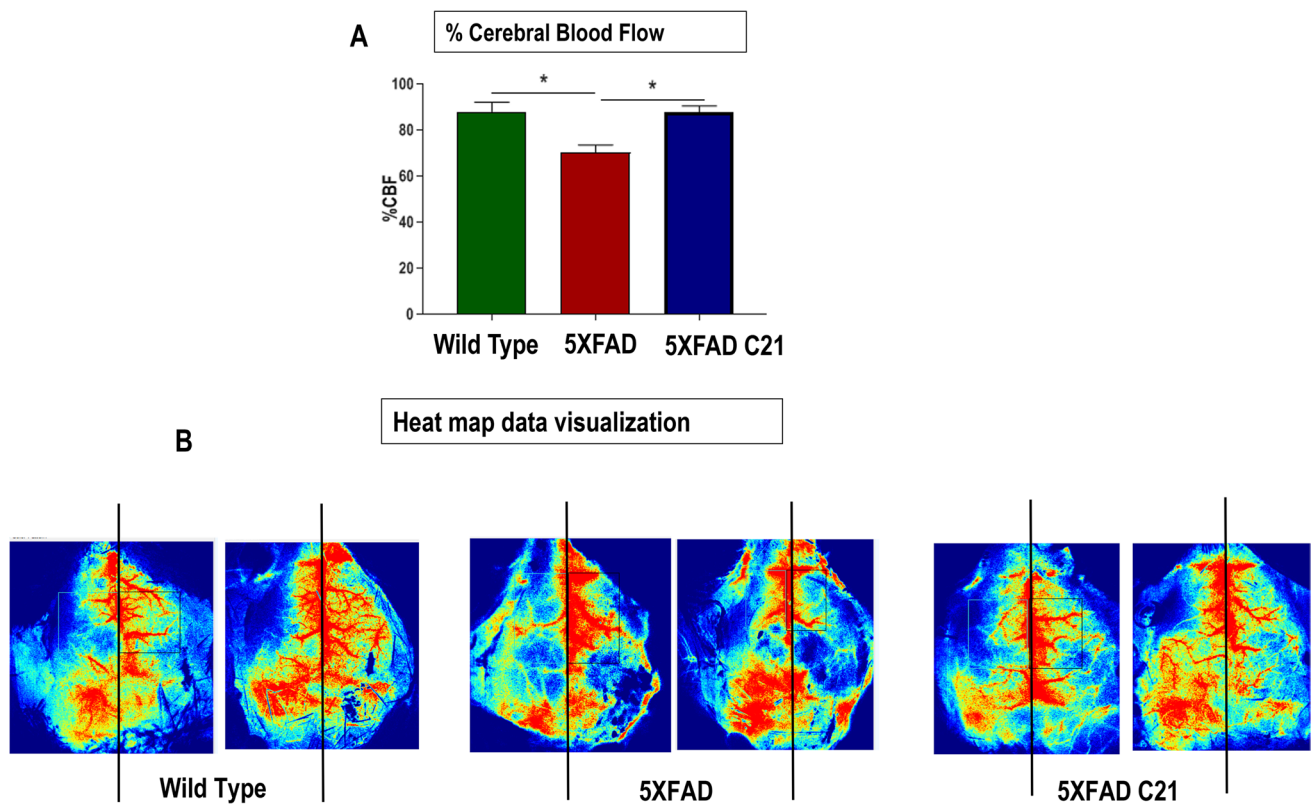 A
% Cerebral Blood Flow
*
*
100
80
60
40
20
0
%CBF
Wild Type
5XFAD
5XFAD C21
Heat map data visualization
B
Wild Type
5XFAD
5XFAD C21